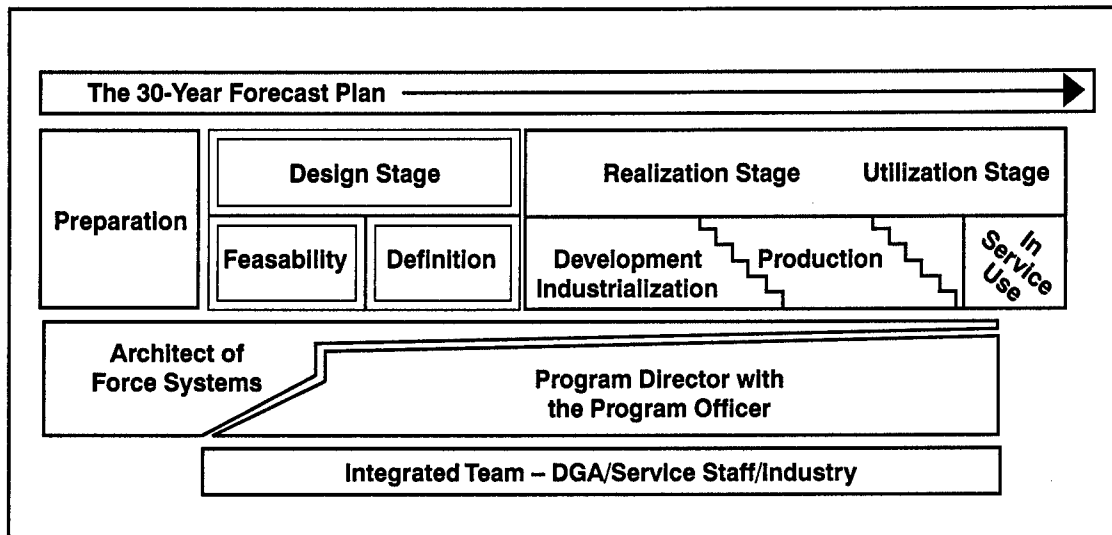 The 30-Year Forecast Plan
Preparation
Design Stage
Feasability
Definition
Realization Stage
Utilization Stage
Development
Industrialization
Production
In
Service
Use
Architect of
Force Systems
Program Director with
the Program Officer
Integrated Team – DGA/Service Staff/Industry